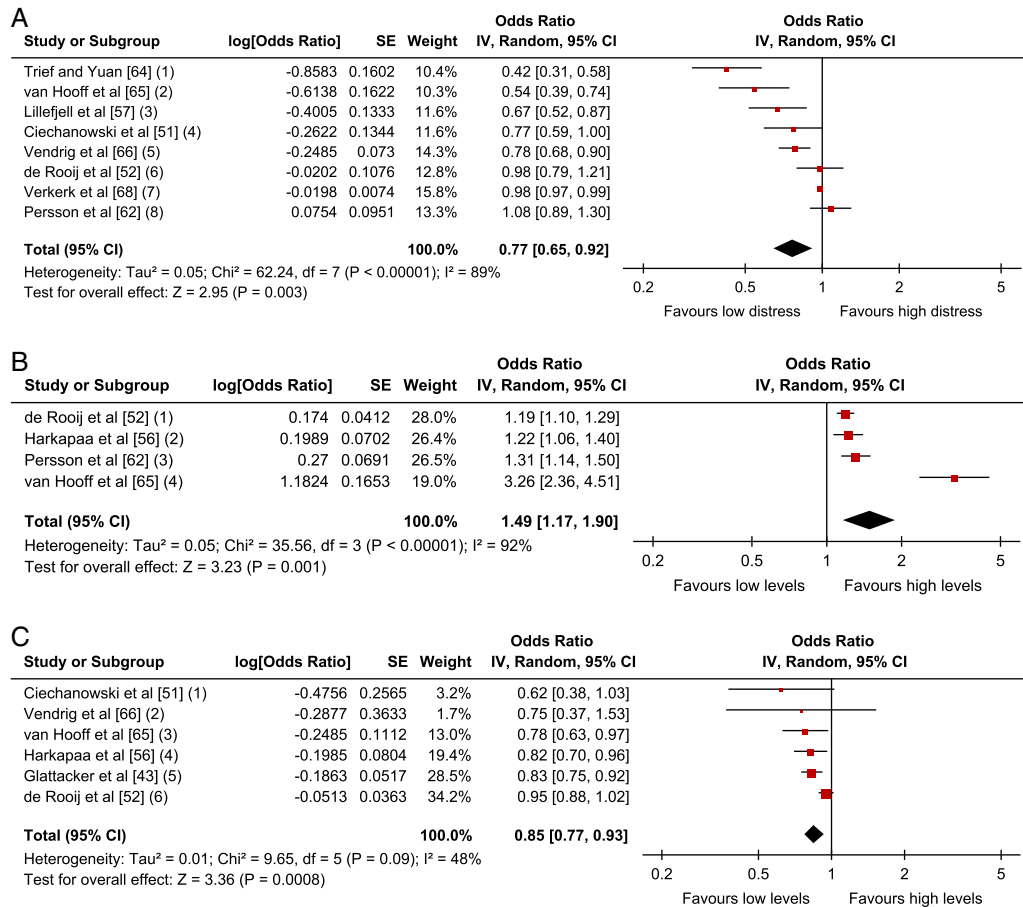 A
Odds Ratio Odds Ratio
Study or Subgroup log[Odds Ratio] SE Weight IV, Random, 95% CI IV, Random, 95% CI
Trief and Yuan [64] (1) -0.8583 0.1602 10.4% 0.42 [0.31, 0.58]
van Hooff et al [65] (2) -0.6138 0.1622 10.3% 0.54 [0.39, 0.74]
Lillefjell et al [57] (3) -0.4005 0.1333 11.6% 0.67 [0.52, 0.87]
Ciechanowski et al [51] (4) -0.2622 0.1344 11.6% 0.77 [0.59, 1.00]
Vendrig et al [66] (5) -0.2485 0.073 14.3% 0.78 [0.68, 0.90]
de Rooij et al [52] (6) -0.0202 0.1076 12.8% 0.98 [0.79, 1.21]
Verkerk et al [68] (7) -0.0198 0.0074 15.8% 0.98 [0.97, 0.99]
Persson et al [62] (8) 0.0754 0.0951 13.3% 1.08 [0.89, 1.30]
Total (95% CI) 100.0% 0.77 [0.65, 0.92]
Heterogeneity: Tau² = 0.05; Chi² = 62.24, df = 7 (P < 0.00001); I² = 89%
Test for overall effect: Z = 2.95 (P = 0.003)
0.2 0.5 1 2 5
Favours low distress Favours high distress
B
Odds Ratio Odds Ratio
Study or Subgroup log[Odds Ratio] SE Weight IV, Random, 95% CI IV, Random, 95% CI
de Rooij et al [52] (1) 0.174 0.0412 28.0% 1.19 [1.10, 1.29]
Harkapaa et al [56] (2) 0.1989 0.0702 26.4% 1.22 [1.06, 1.40]
Persson et al [62] (3) 0.27 0.0691 26.5% 1.31 [1.14, 1.50]
van Hooff et al [65] (4) 1.1824 0.1653 19.0% 3.26 [2.36, 4.51]
Total (95% CI) 100.0% 1.49 [1.17, 1.90]
Heterogeneity: Tau² = 0.05; Chi² = 35.56, df = 3 (P < 0.00001); I² = 92%
Test for overall effect: Z = 3.23 (P = 0.001)
0.2 0.5 1 2 5
Favours low levels Favours high levels
C
Odds Ratio Odds Ratio
Study or Subgroup log[Odds Ratio] SE Weight IV, Random, 95% CI IV, Random, 95% CI
Ciechanowski et al [51] (1) -0.4756 0.2565 3.2% 0.62 [0.38, 1.03]
Vendrig et al [66] (2) -0.2877 0.3633 1.7% 0.75 [0.37, 1.53]
van Hooff et al [65] (3) -0.2485 0.1112 13.0% 0.78 [0.63, 0.97]
Harkapaa et al [56] (4) -0.1985 0.0804 19.4% 0.82 [0.70, 0.96]
Glattacker et al [43] (5) -0.1863 0.0517 28.5% 0.83 [0.75, 0.92]
de Rooij et al [52] (6) -0.0513 0.0363 34.2% 0.95 [0.88, 1.02]
Total (95% CI) 100.0% 0.85 [0.77, 0.93]
Heterogeneity: Tau² = 0.01; Chi² = 9.65, df = 5 (P = 0.09); I² = 48%
Test for overall effect: Z = 3.36 (P = 0.0008)
0.2 0.5 1 2 5
Favours low levels Favours high levels